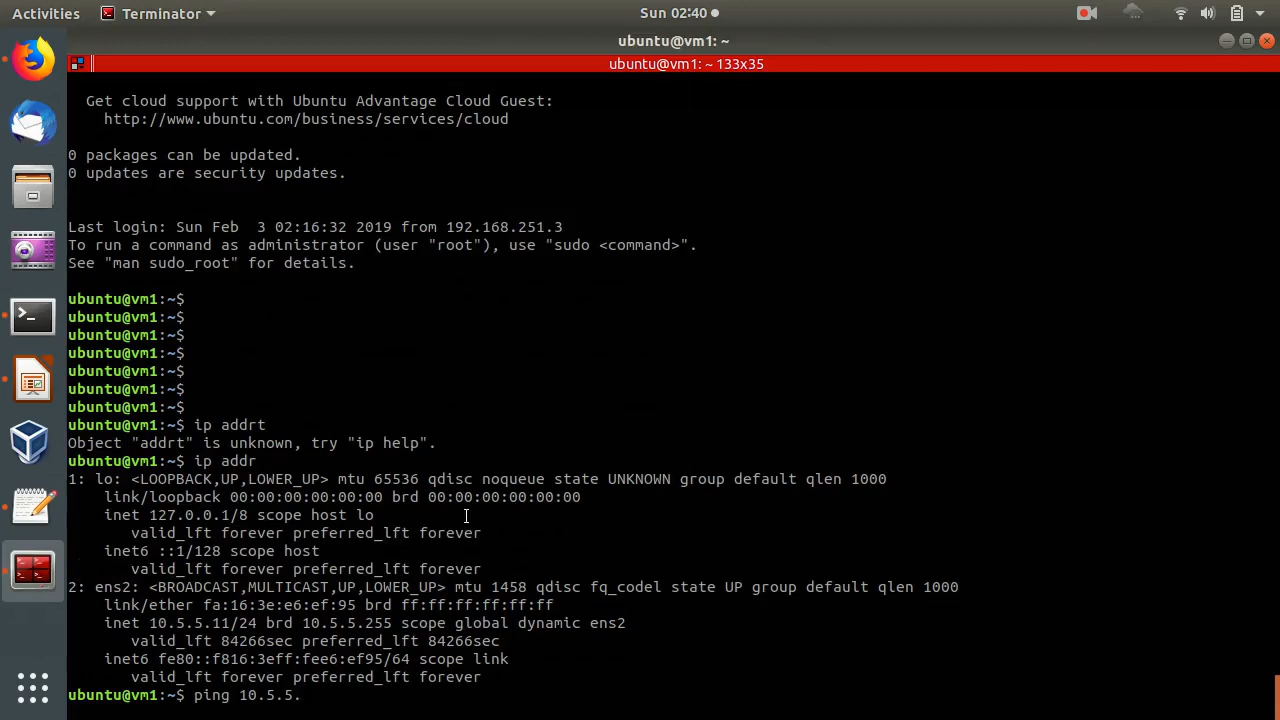 Activities Terminator Sun 02:40
ubuntu@vm1: ~
ubuntu@vm1: ~ 133x35
Get cloud support with Ubuntu Advantage Cloud Guest:
http://www.ubuntu.com/business/services/cloud
0 packages can be updated.
0 updates are security updates.
Last login: Sun Feb  3 02:16:32 2019 from 192.168.251.3
To run a command as administrator (user "root"), use "sudo <command>".
See "man sudo_root" for details.
ubuntu@vm1:~$
ubuntu@vm1:~$
ubuntu@vm1:~$
ubuntu@vm1:~$
ubuntu@vm1:~$
ubuntu@vm1:~$
ubuntu@vm1:~$
ubuntu@vm1:~$ ip addrt
Object "addrt" is unknown, try "ip help".
ubuntu@vm1:~$ ip addr
1: lo: <LOOPBACK,UP,LOWER_UP> mtu 65536 qdisc noqueue state UNKNOWN group default qlen 1000
link/loopback 00:00:00:00:00:00 brd 00:00:00:00:00:00
inet 127.0.0.1/8 scope host lo
valid_lft forever preferred_lft forever
inet6 ::1/128 scope host
valid_lft forever preferred_lft forever
2: ens2: <BROADCAST,MULTICAST,UP,LOWER_UP> mtu 1458 qdisc fq_codel state UP group default qlen 1000
link/ether fa:16:3e:e6:ef:95 brd ff:ff:ff:ff:ff:ff
inet 10.5.5.11/24 brd 10.5.5.255 scope global dynamic ens2
valid_lft 84266sec preferred_lft 84266sec
inet6 fe80::f816:3eff:fee6:ef95/64 scope link
valid_lft forever preferred_lft forever
ubuntu@vm1:~$ ping 10.5.5.